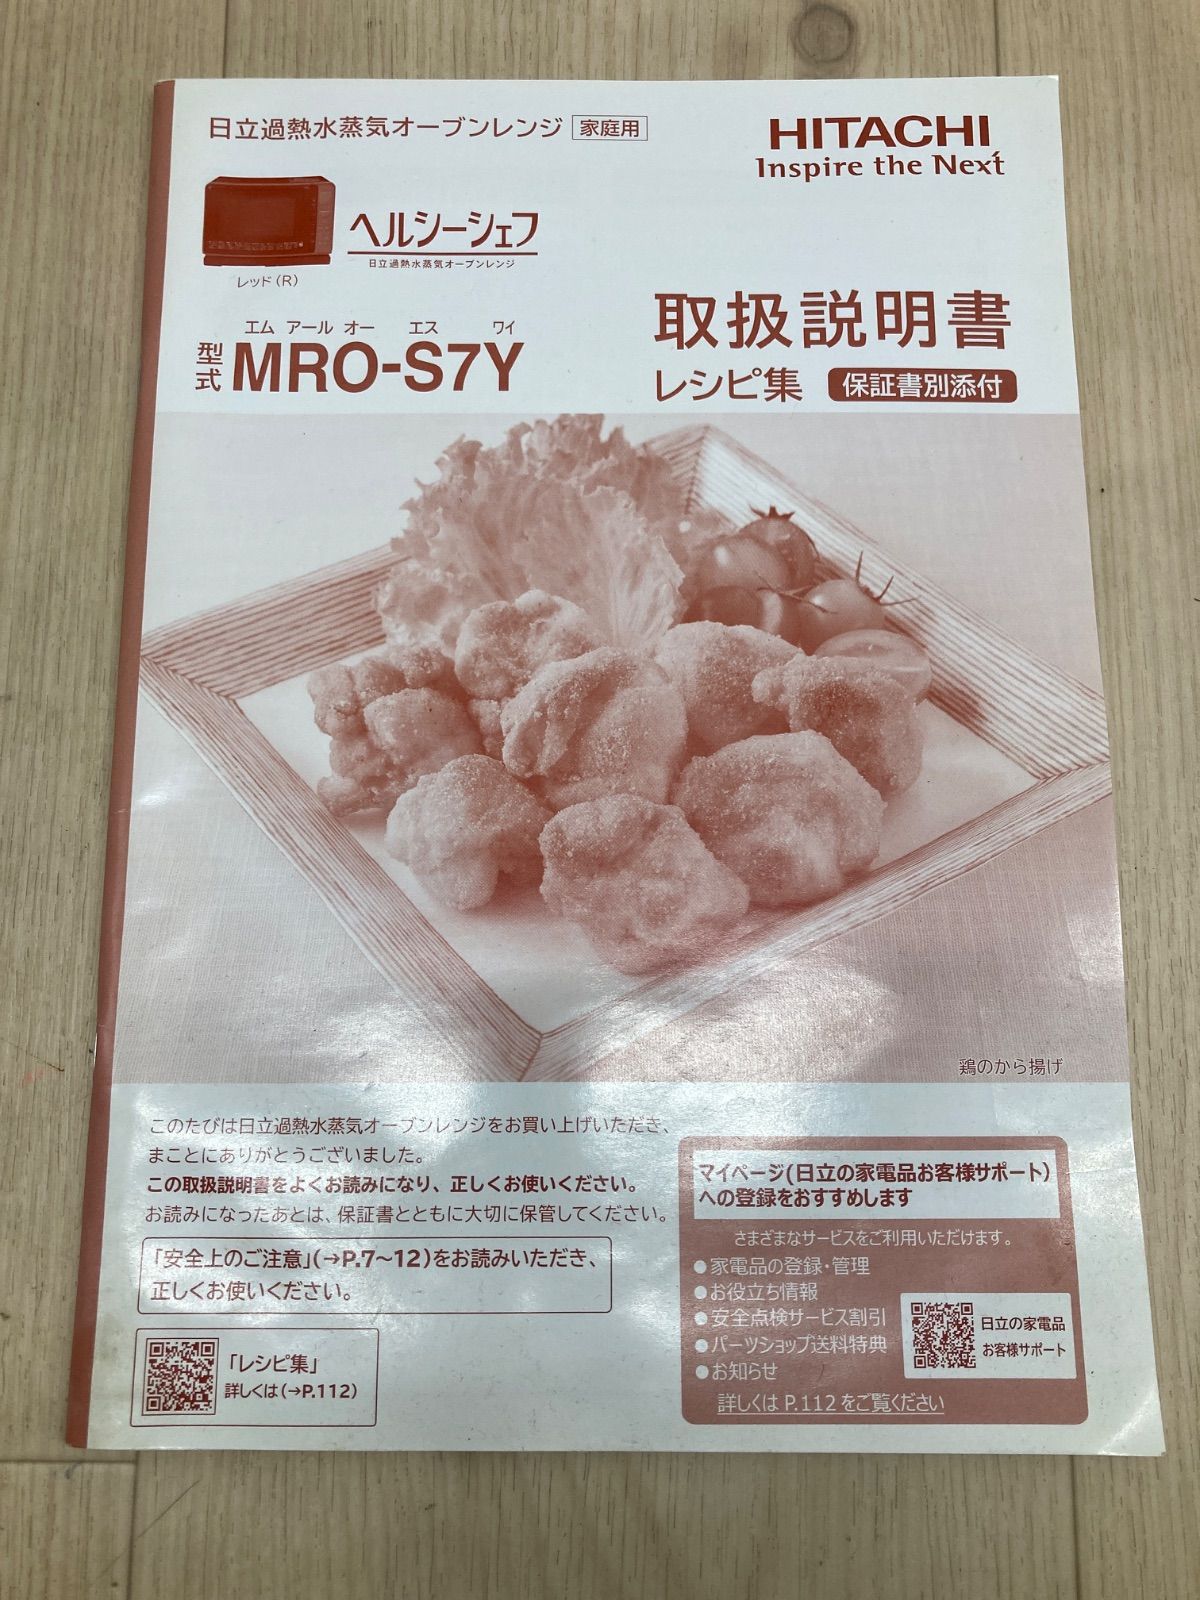 日立過熱水蒸気オーブンレンジ 家庭用
HITACHI
Inspire the Next
ヘルシーシェフ
日立過熱水蒸気オーブンレンジ
レッド（R）
エム アール オー エス ワイ
型式 MRO-S7Y
取扱説明書
レシピ集 保証書別添付
鶏のから揚げ
このたびは日立過熱水蒸気オーブンレンジをお買い上げいただき、
まことにありがとうございました。
この取扱説明書をよくお読みになり、正しくお使いください。
お読みになったあとは、保証書とともに大切に保管してください。
「安全上のご注意」(→P.7～12)をお読みいただき、
正しくお使いください。
「レシピ集」
詳しくは(→P.112)
マイページ(日立の家電品お客様サポート)
への登録をおすすめします
さまざまなサービスをご利用いただけます。
●家電品の登録・管理
●お役立ち情報
●安全点検サービス割引
●パーツショップ送料特典
●お知らせ
日立の家電品
お客様サポート
詳しくは P.112 をご覧ください